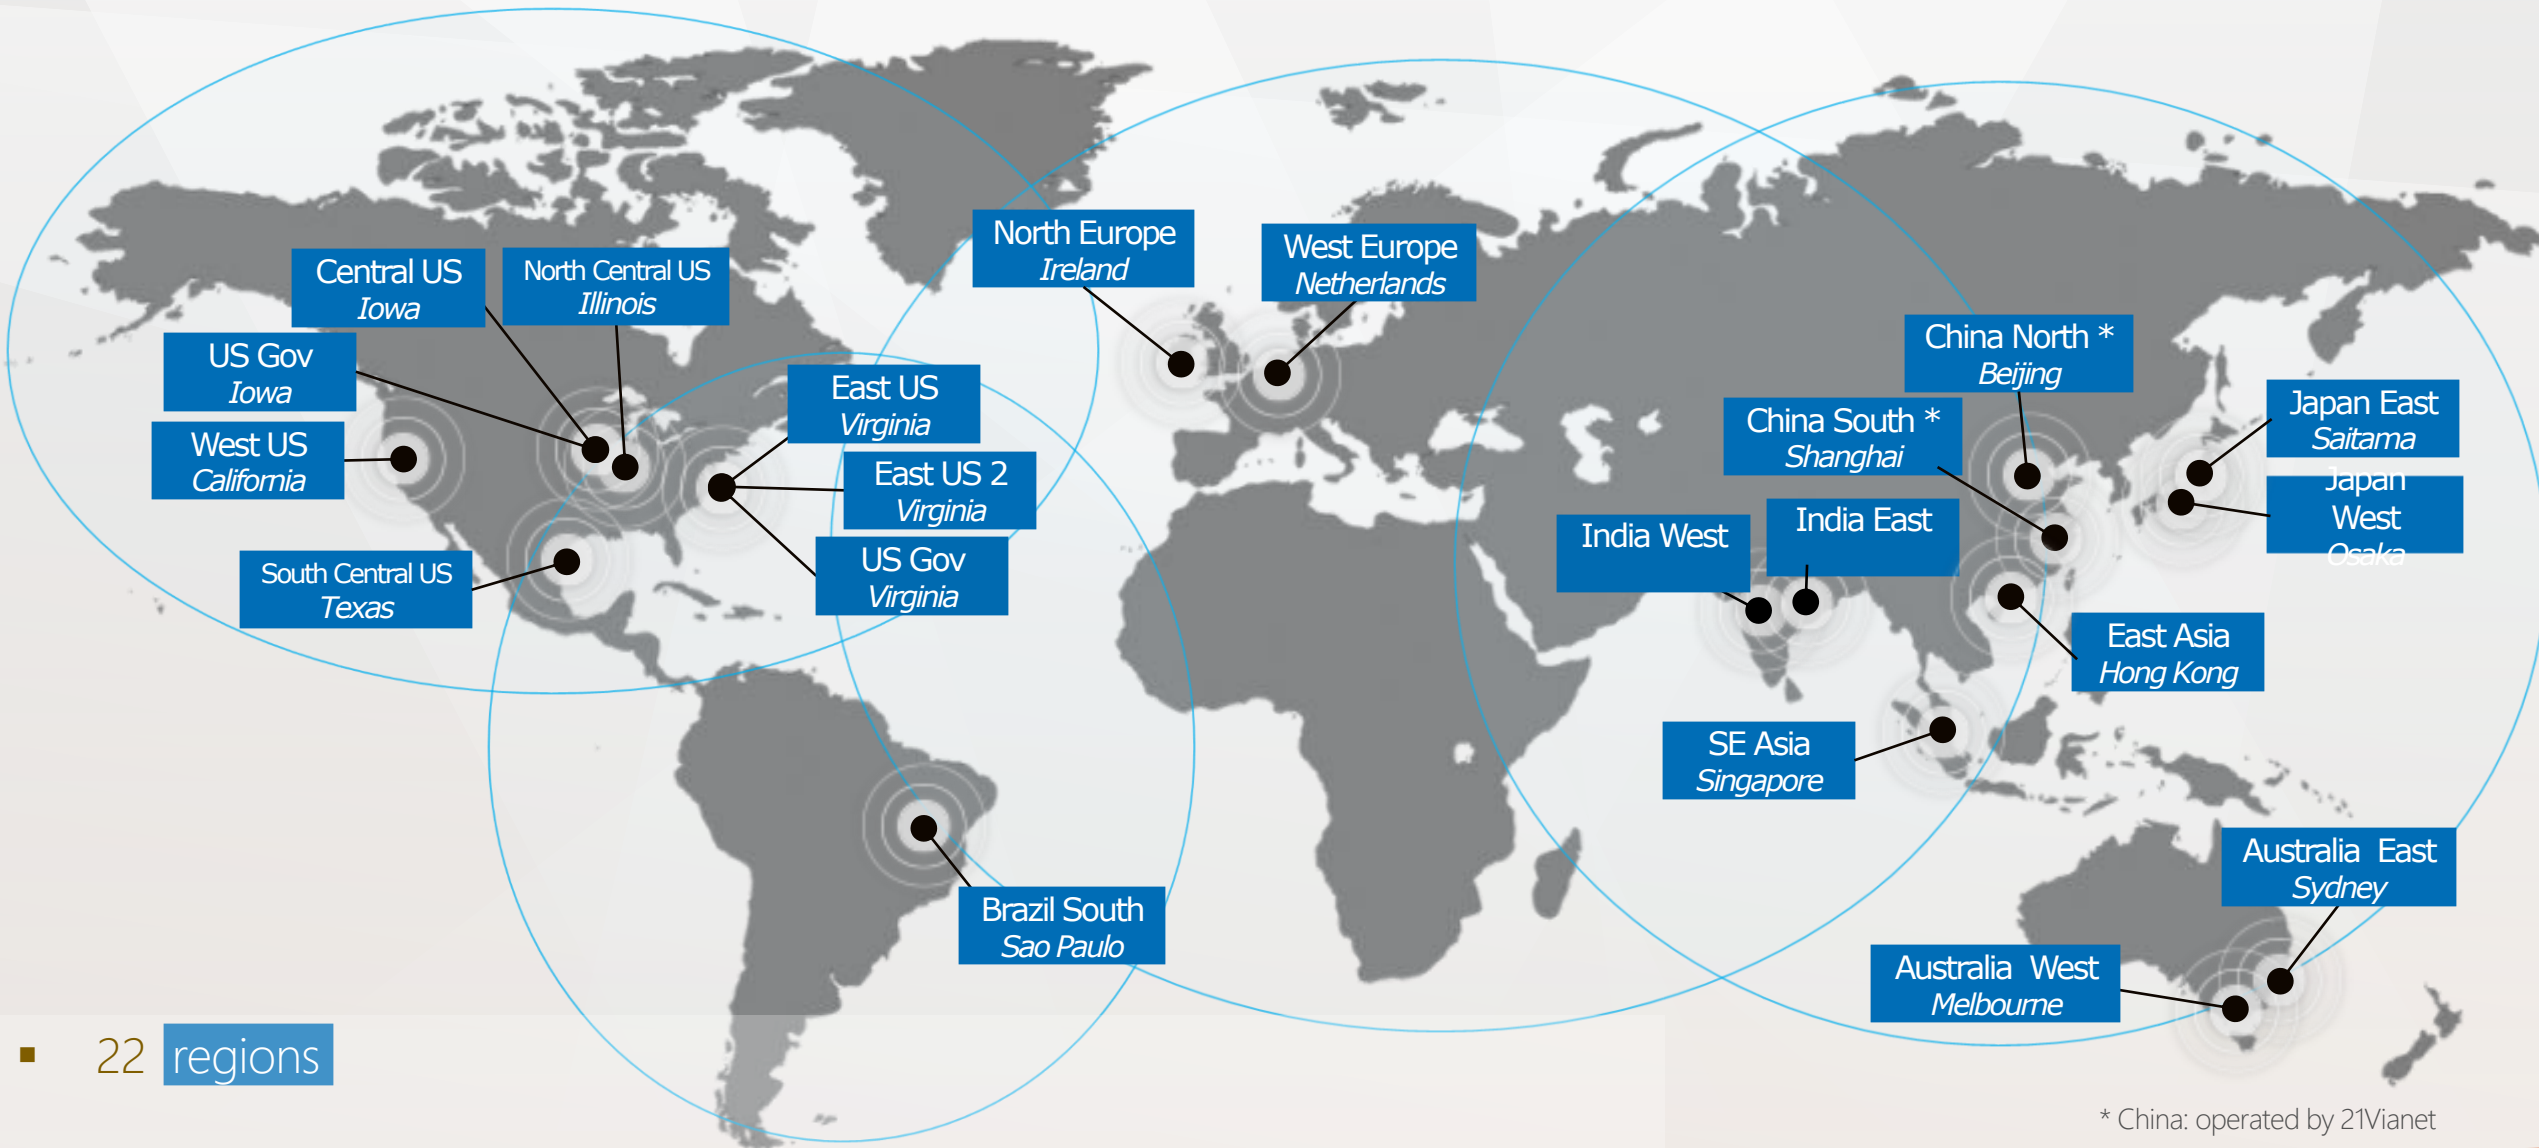 North Europe
Ireland
West Europe
Netherlands
Central US
Iowa
North Central US
Illinois
US Gov
Iowa
West US
California
South Central US
Texas
East US
Virginia
East US 2
Virginia
US Gov
Virginia
Brazil South
Sao Paulo
China North *
Beijing
China South *
Shanghai
India West
India East
Japan East
Saitama
Japan
West
Osaka
East Asia
Hong Kong
SE Asia
Singapore
Australia East
Sydney
Australia West
Melbourne
22 regions
* China: operated by 21Vianet